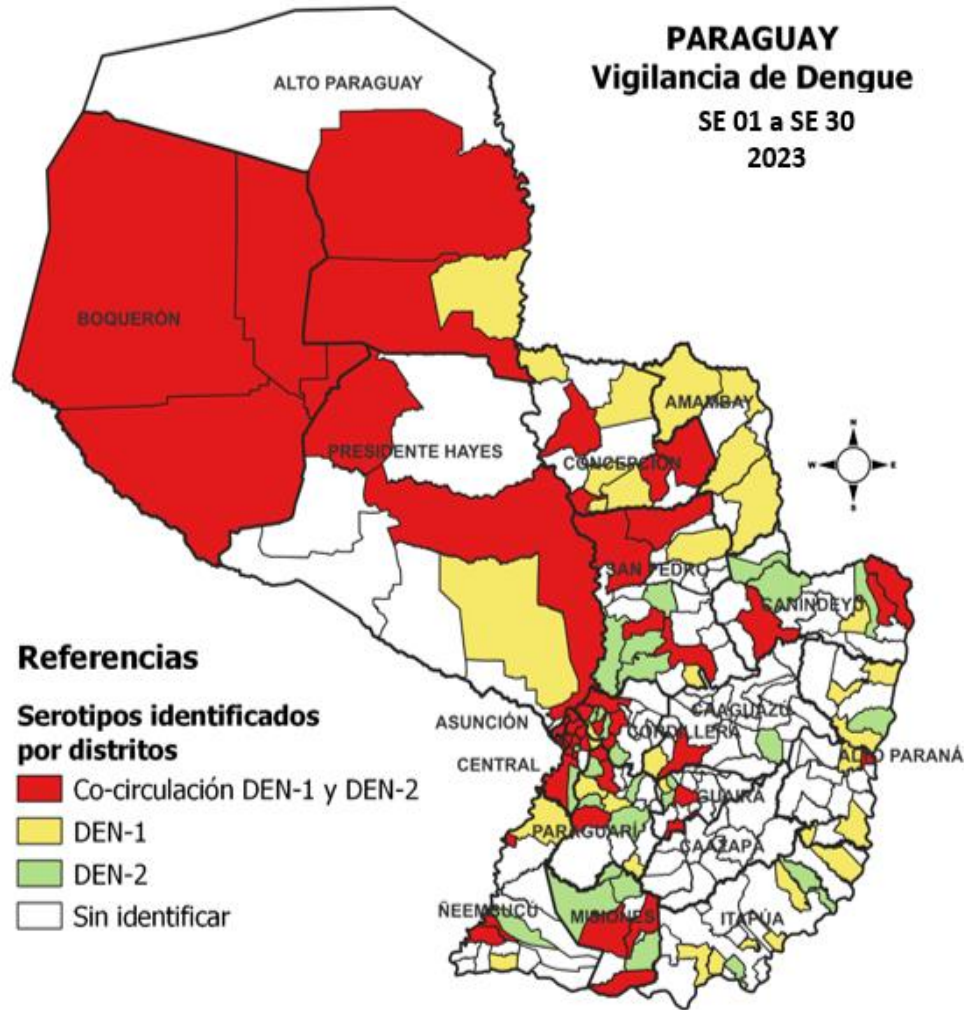 PARAGUAY
Vigilancia de Dengue
SE 01 a SE 30
2023
ALTO PARAGUAY
BOQUERÓN
AMAMBAY
N
W
E
S
PRESIDENTE HAYES
CONCEPCIÓN
SAN PEDRO
CANINDEYÚ
Referencias
Serotipos identificados
por distritos
Co-circulación DEN-1 y DEN-2
DEN-1
DEN-2
Sin identificar
ASUNCIÓN
CAAGUAZÚ
CORDILLERA
CENTRAL
ALTO PARANÁ
GUAIRÁ
PARAGUARÍ
CAAZAPÁ
ÑEEMBUCÚ
MISIONES
ITAPÚA